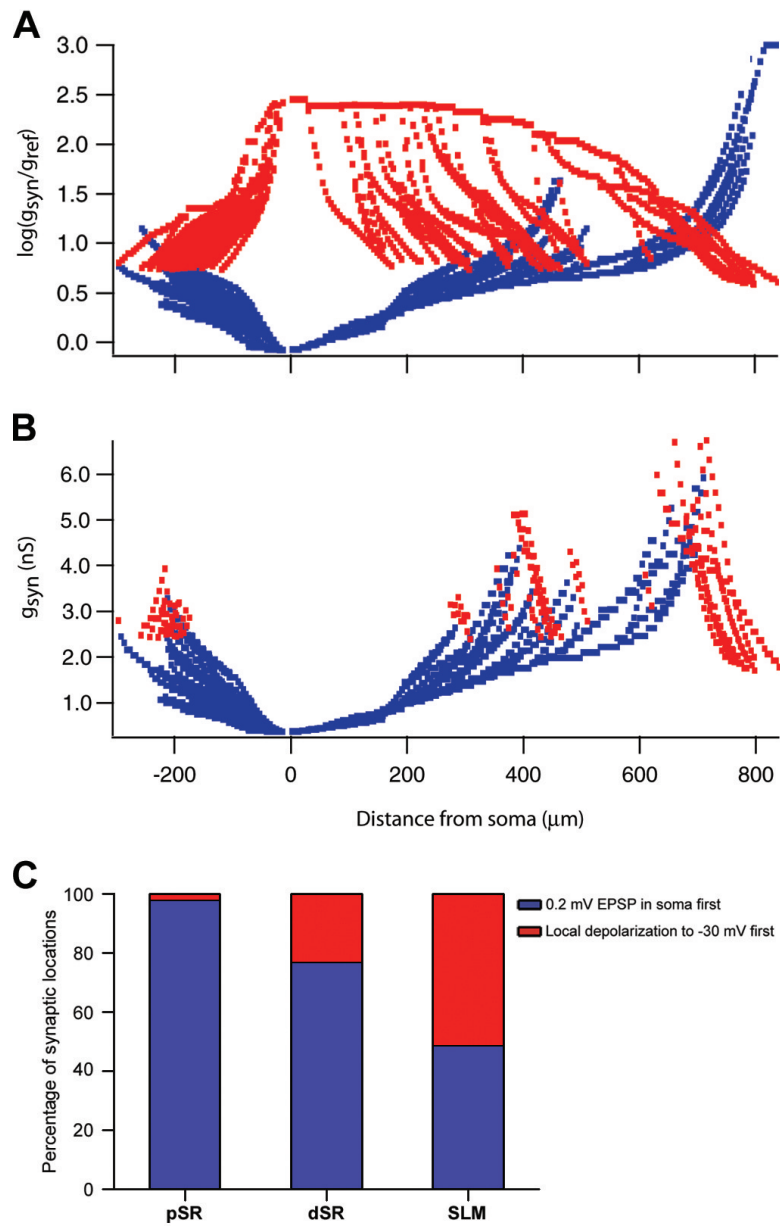 A
3.0
2.5
2.0
1.5
1.0
0.5
0.0
log(gsyn/gref)
B
6.0
5.0
4.0
3.0
2.0
1.0
gsyn (nS)
-200 0 200 400 600 800
Distance from soma (μm)
C
100
80
60
40
20
0
Percentage of synaptic locations
0.2 mV EPSP in soma first
Local depolarization to -30 mV first
pSR dSR SLM